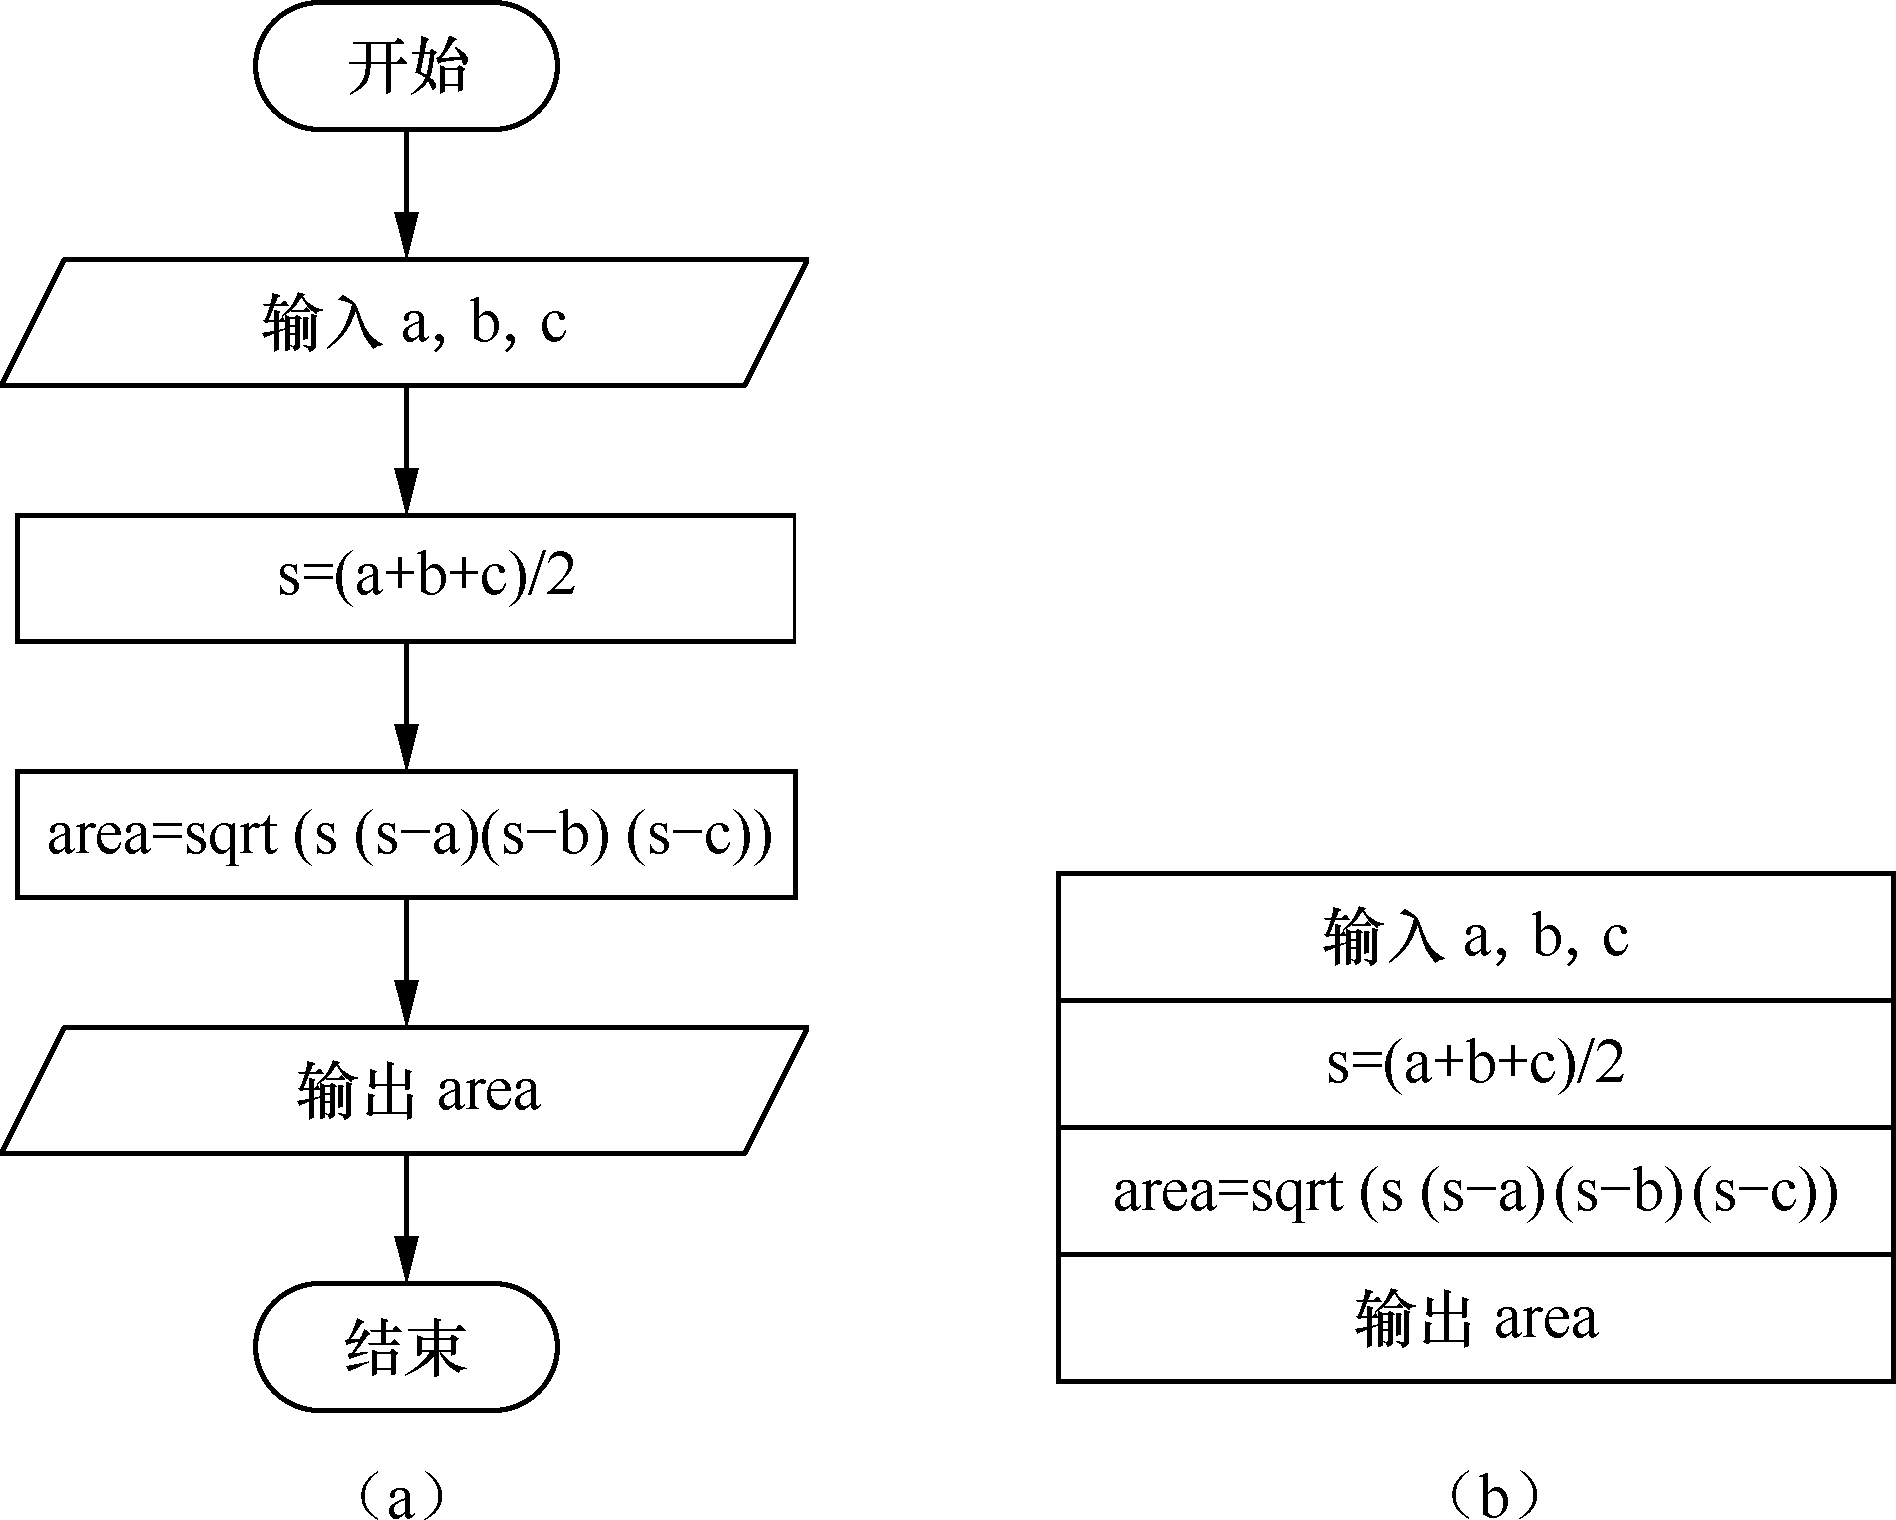 开始
输入 a, b, c
s=(a+b+c)/2
area=sqrt (s (s−a)(s−b) (s−c))
输出 area
结束
（a）
输入 a, b, c
s=(a+b+c)/2
area=sqrt (s (s−a) (s−b) (s−c))
输出 area
（b）